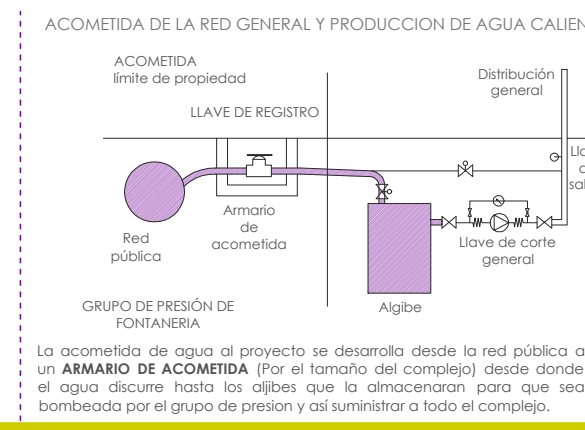 ACOMETIDA DE LA RED GENERAL Y PRODUCCION DE AGUA
ACOMETIDA
límite de propiedad
Distribución
general
LLAVE DE REGISTRO
Armario
de
acometida
Red
pública
Llave de corte
general
Algibe
GRUPO DE PRESIÓN DE
FONTANERIA
La acometida de agua al proyecto se desarrolla desde la red pública a
un ARMARIO DE ACOMETIDA (Por el tamaño del complejo) desde donde
el agua discurre hasta los aljibes que la almacenaran para que sea
bombeada por el grupo de presion y así suministrar a todo el complejo.